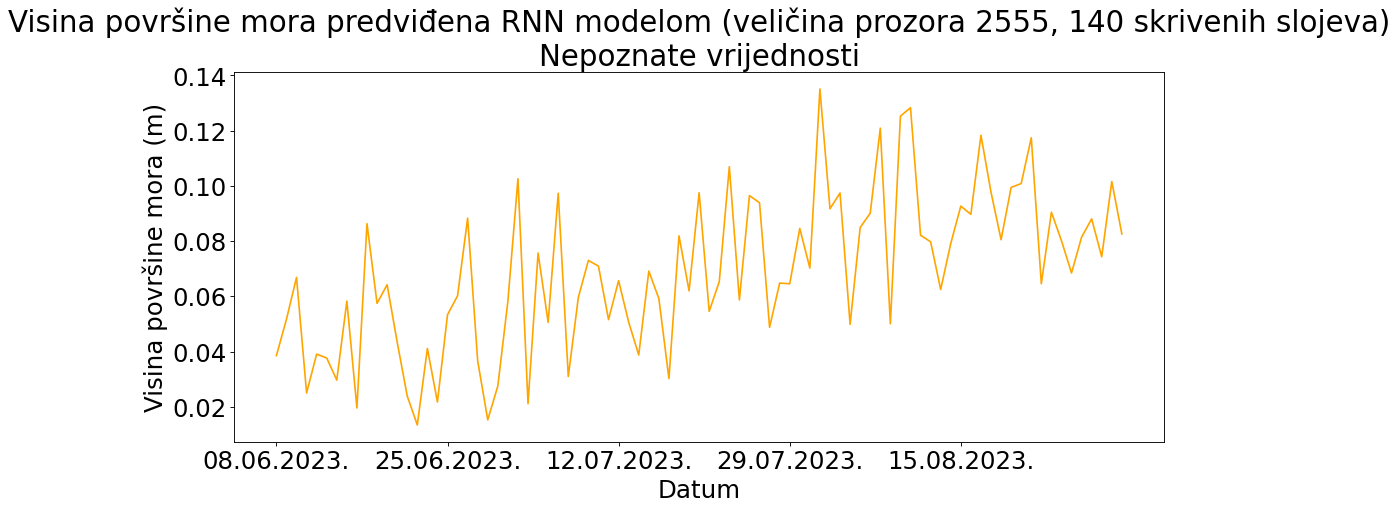 Visina površine mora predviđena RNN modelom (veličina prozora 2555, 140 skrivenih slojeva)
Nepoznate vrijednosti
0.14
0.12
0.10
0.08
0.06
0.04
0.02
Visina površine mora (m)
08.06.2023. 25.06.2023. 12.07.2023. 29.07.2023. 15.08.2023.
Datum